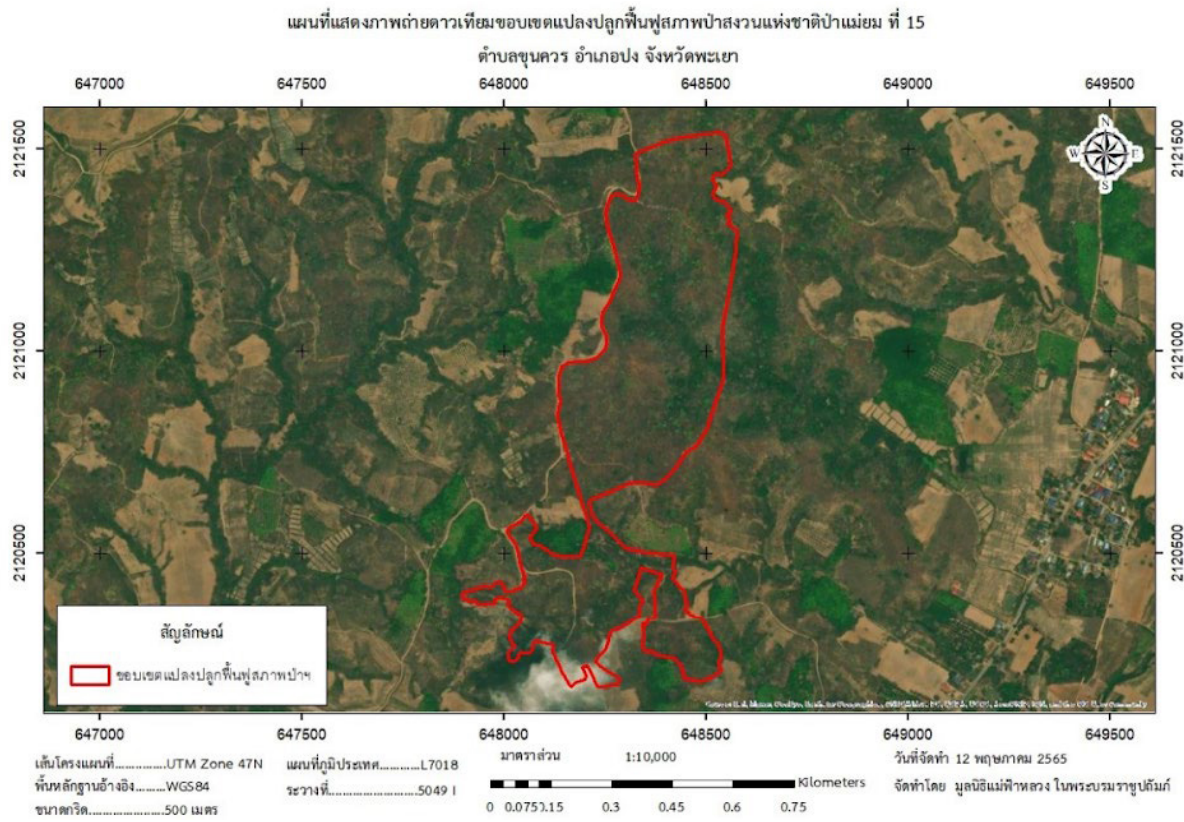 แผนที่แสดงภาพถ่ายดาวเทียมขอบเขตแปลงปลูกฟื้นฟูสภาพป่าสงวนแห่งชาติป่าแม่ยม ที่ 15
ตำบลขุนควร อำเภอปง จังหวัดพะเยา
647000 647500 648000 648500 649000 649500
2121500 2121500
N
W E
S
2121000 2121000
2120500 2120500
สัญลักษณ์
ขอบเขตแปลงปลูกฟื้นฟูสภาพป่าฯ
647000 647500 648000 648500 649000 649500
เส้นโครงแผนที่..............UTM Zone 47N แผนที่ภูมิประเทศ...........L7018 มาตราส่วน 1:10,000 วันที่จัดทำ 12 พฤษภาคม 2565
พื้นหลักฐานอ้างอิง.........WGS84 ระวางที่.........................5049 I Kilometers จัดทำโดย มูลนิธิแม่ฟ้าหลวง ในพระบรมราชูปถัมภ์
ขนาดกริด.......................500 เมตร 0 0.0750.15 0.3 0.45 0.6 0.75